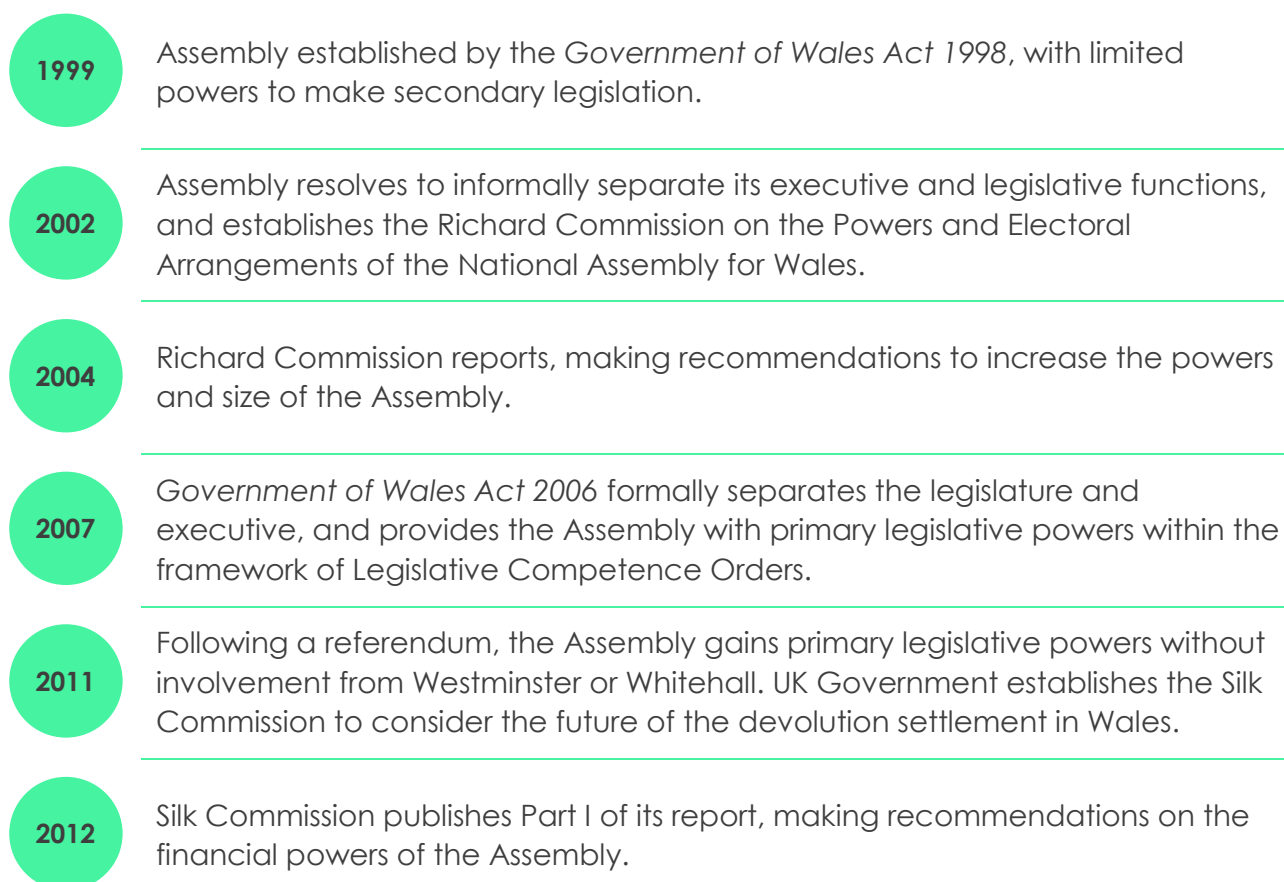 1999
Assembly established by the Government of Wales Act 1998, with limited
powers to make secondary legislation.
2002
Assembly resolves to informally separate its executive and legislative functions,
and establishes the Richard Commission on the Powers and Electoral
Arrangements of the National Assembly for Wales.
2004
Richard Commission reports, making recommendations to increase the powers
and size of the Assembly.
2007
Government of Wales Act 2006 formally separates the legislature and
executive, and provides the Assembly with primary legislative powers within the
framework of Legislative Competence Orders.
2011
Following a referendum, the Assembly gains primary legislative powers without
involvement from Westminster or Whitehall. UK Government establishes the Silk
Commission to consider the future of the devolution settlement in Wales.
2012
Silk Commission publishes Part I of its report, making recommendations on the
financial powers of the Assembly.